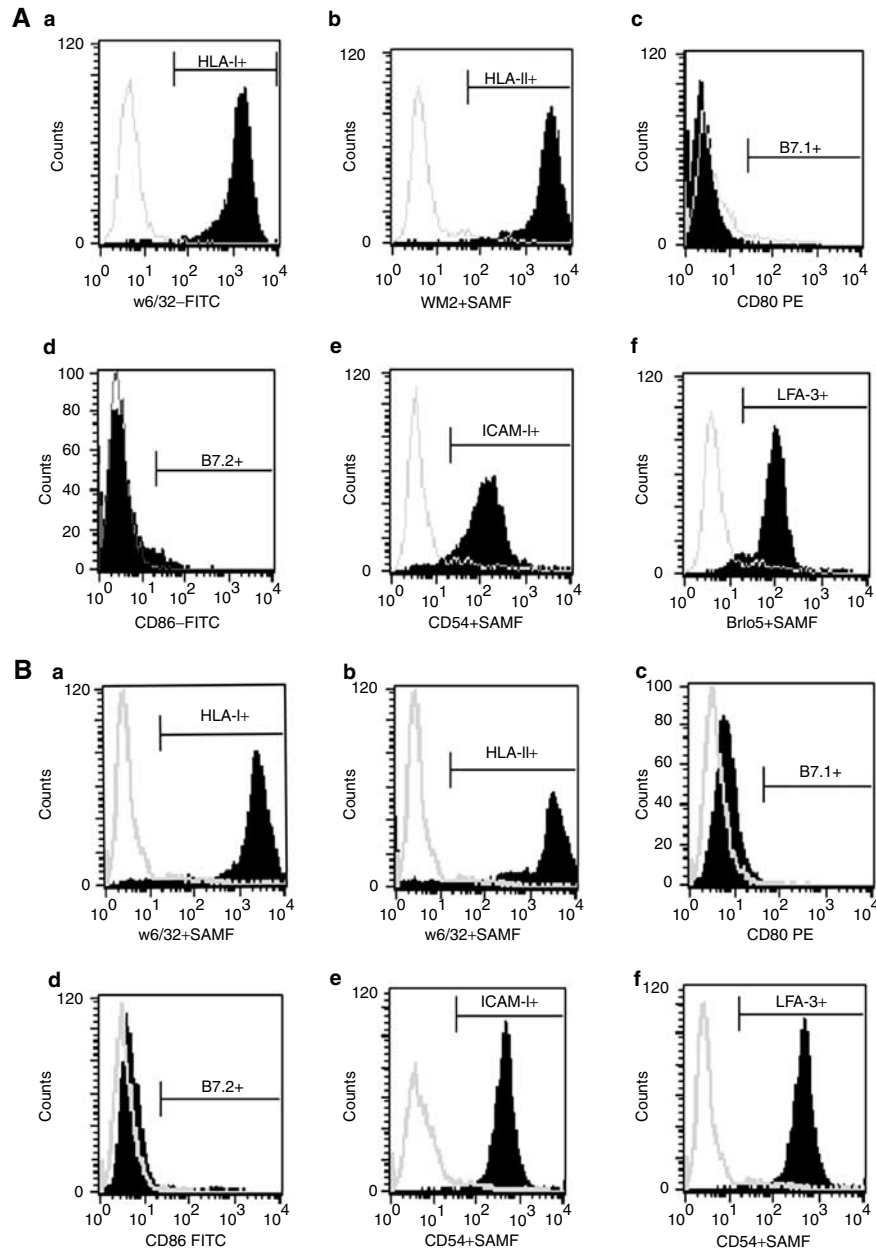 A a b c
120 HLA-I+ Counts 0 10^0 10^1 10^2 10^3 10^4 w6/32–FITC
120 HLA-II+ Counts 0 10^0 10^1 10^2 10^3 10^4 WM2+SAMF
120 B7.1+ Counts 0 10^0 10^1 10^2 10^3 10^4 CD80 PE
d e f
100 80 60 40 20 0 B7.2+ Counts 10^0 10^1 10^2 10^3 10^4 CD86–FITC
120 ICAM-I+ Counts 0 10^0 10^1 10^2 10^3 10^4 CD54+SAMF
120 LFA-3+ Counts 0 10^0 10^1 10^2 10^3 10^4 Brlo5+SAMF
B a b c
120 HLA-I+ Counts 0 10^0 10^1 10^2 10^3 10^4 w6/32+SAMF
120 HLA-II+ Counts 0 10^0 10^1 10^2 10^3 10^4 w6/32+SAMF
100 80 60 40 20 0 B7.1+ Counts 10^0 10^1 10^2 10^3 10^4 CD80 PE
d e f
120 B7.2+ Counts 0 10^0 10^1 10^2 10^3 10^4 CD86 FITC
120 ICAM-I+ Counts 0 10^0 10^1 10^2 10^3 10^4 CD54+SAMF
120 LFA-3+ Counts 0 10^0 10^1 10^2 10^3 10^4 CD54+SAMF